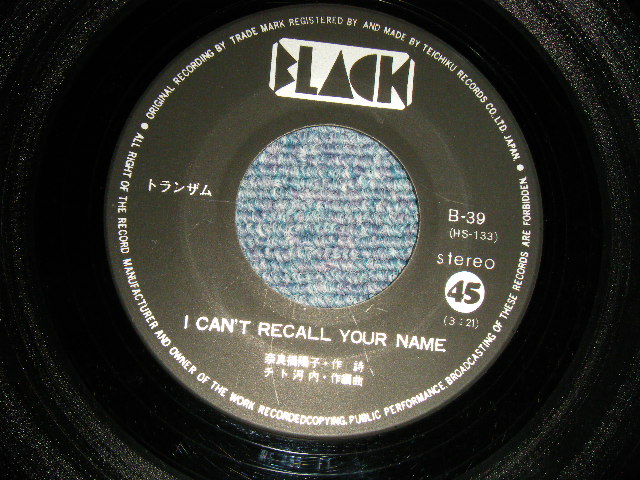 BLACK
ORIGINAL RECORDING BY TRADE MARK REGISTERED BY AND MADE BY TEICHIKU RECORDS CO.,LTD. JAPAN. ●
● ALL RIGHT OF THE RECORD MANUFACTURER AND OWNER OF THE WORK RECORDEDCOPYING.PUBLIC PERFORMANCE.BROADCASTING OF THESE RECORDS ARE FORBIDDEN.
トランザム
B-39
(HS-133)
stereo
45
(3:21)
I CAN'T RECALL YOUR NAME
奈良橋陽子・作詩
チト河内・作編曲